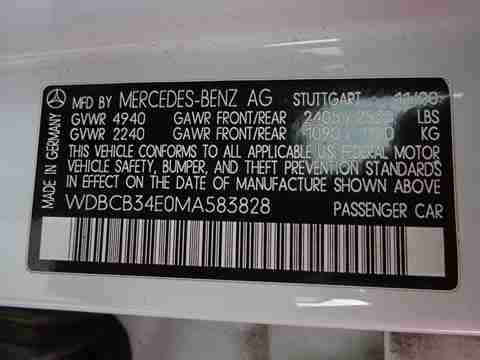 MFD. BY MERCEDES-BENZ AG STUTTGART
GVWR 4940 GAWR FRONT/REAR LBS
GVWR 2240 GAWR FRONT/REAR KG
THIS VEHICLE CONFORMS TO ALL APPLICABLE U.S. FEDERAL MOTOR
VEHICLE SAFETY, BUMPER, AND THEFT PREVENTION STANDARDS
IN EFFECT ON THE DATE OF MANUFACTURE SHOWN ABOVE
WDBCB34E0MA583828 PASSENGER CAR
MADE IN GERMANY